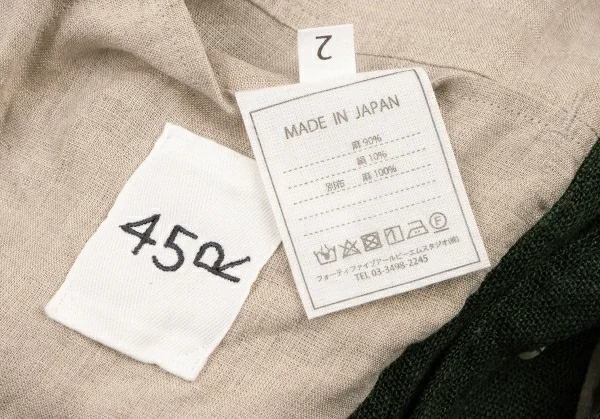 2
MADE IN JAPAN
麻 90%
絹 10%
別布 麻 100%
フォーティファイブアールピーエムスタジオ(株)
TEL 03-3498-2245
45R